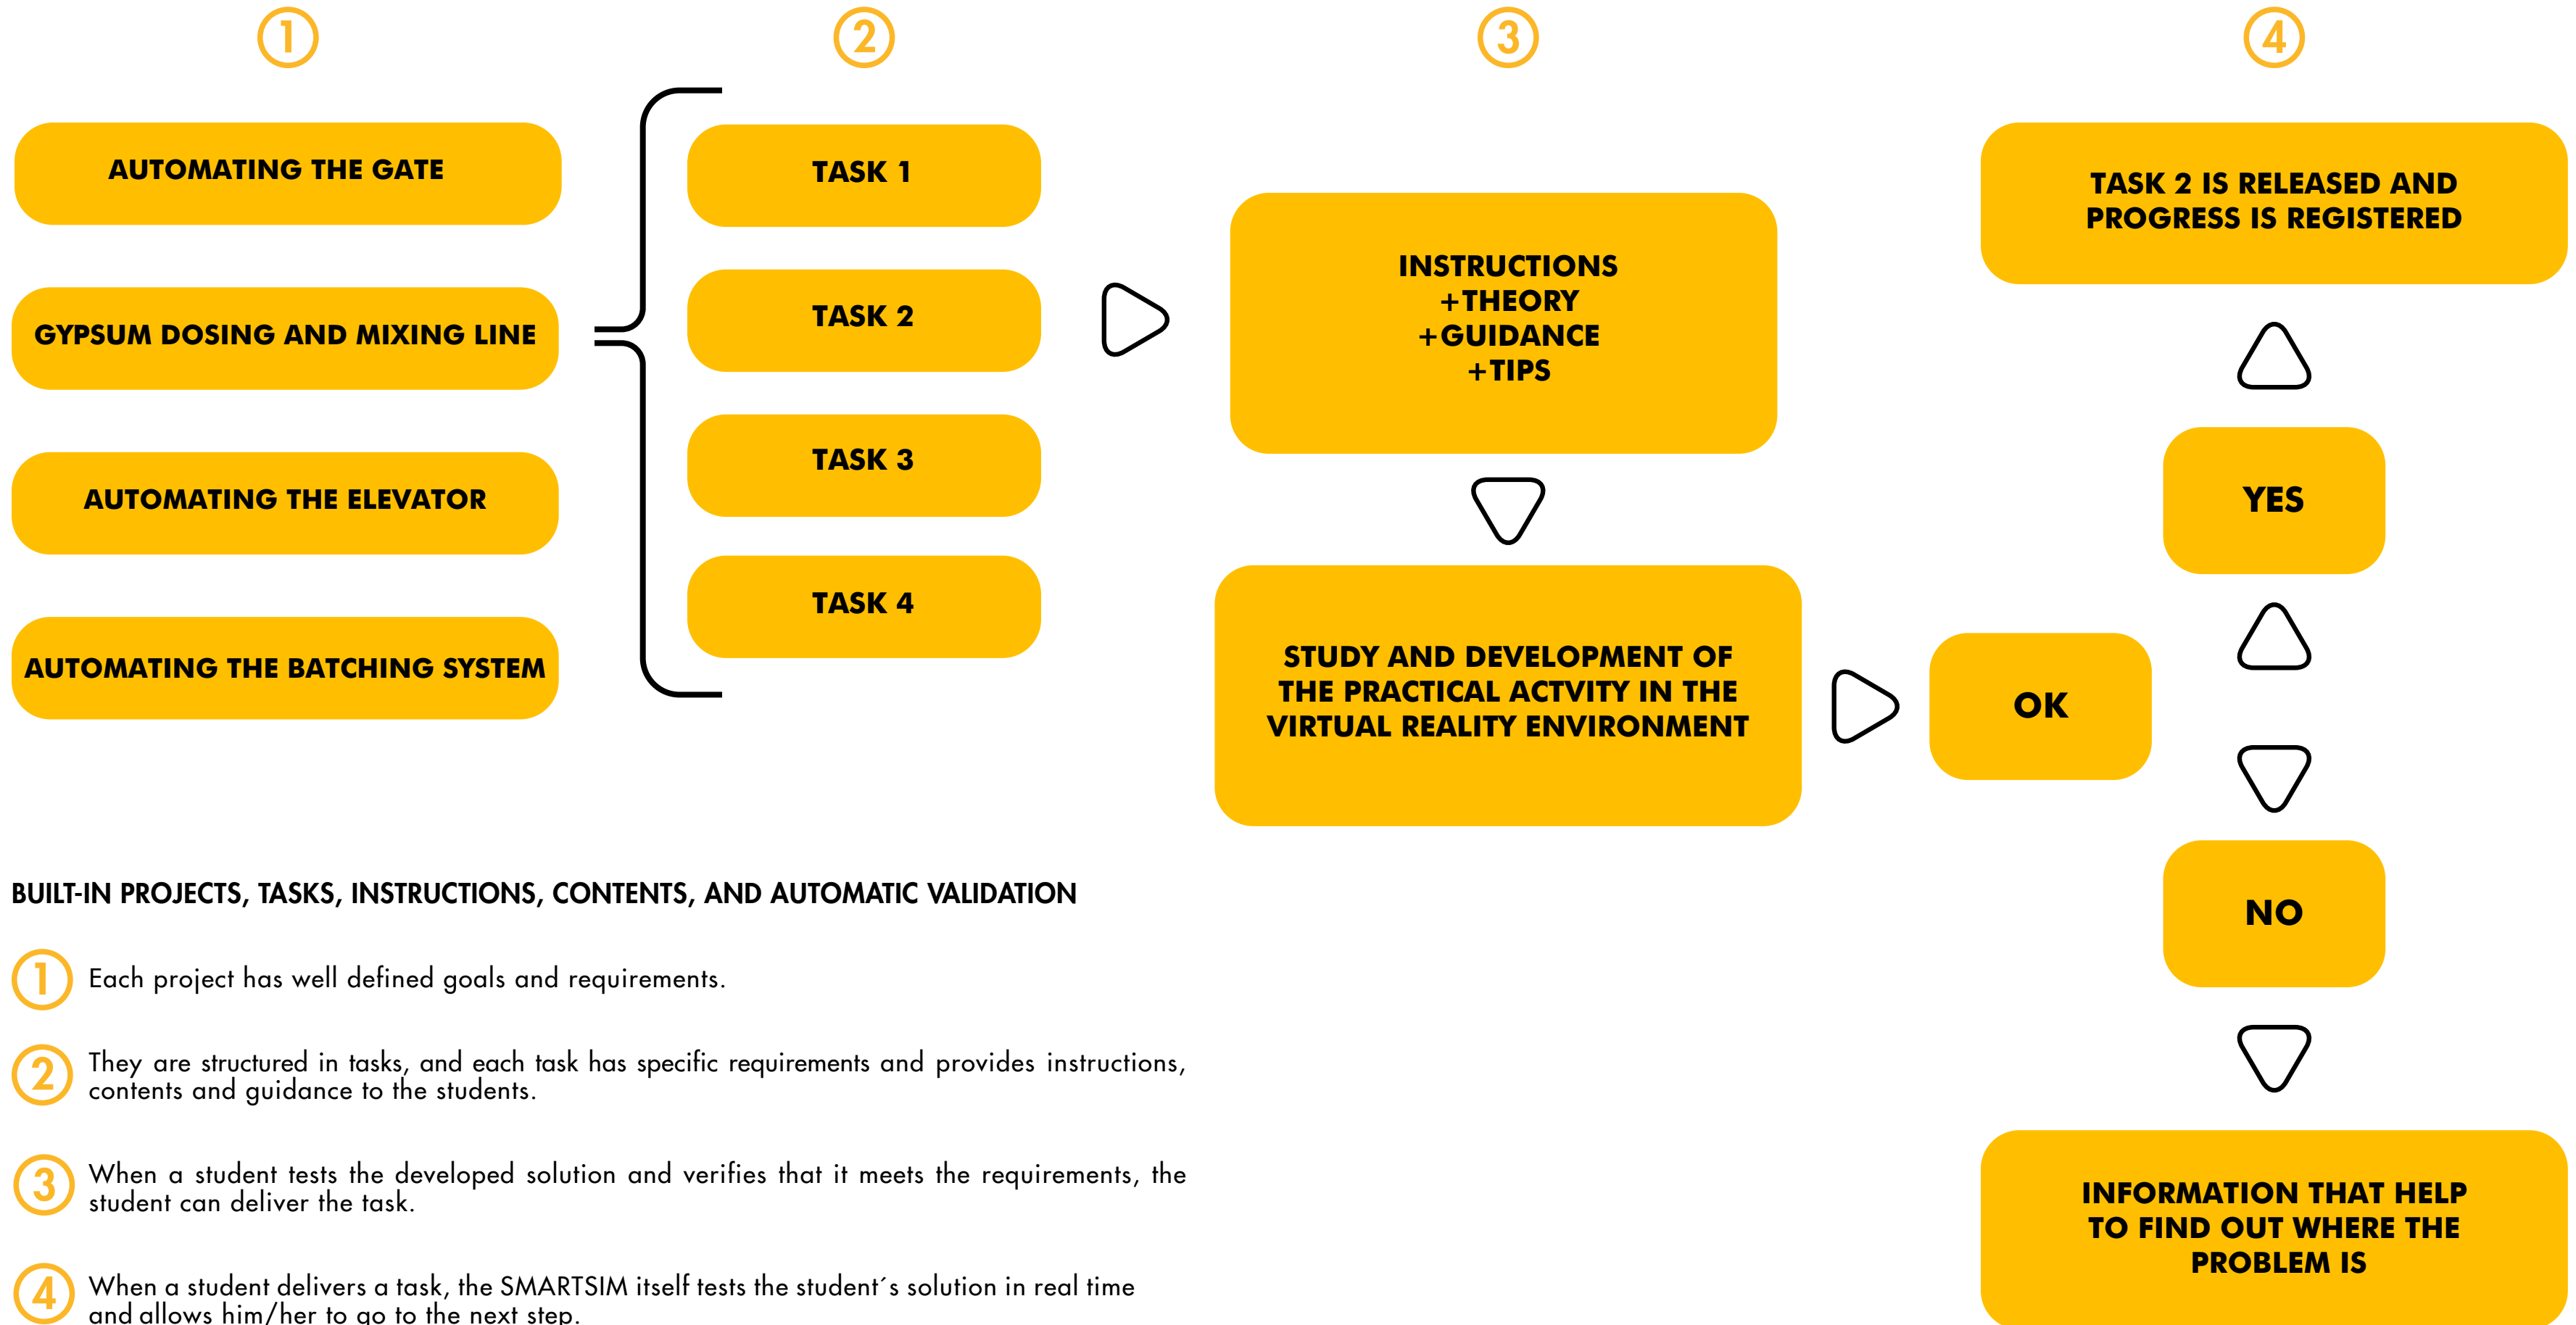 1
2
3
4
AUTOMATING THE GATE
GYPSUM DOSING AND MIXING LINE
AUTOMATING THE ELEVATOR
AUTOMATING THE BATCHING SYSTEM
TASK 1
TASK 2
TASK 3
TASK 4
INSTRUCTIONS
+THEORY
+GUIDANCE
+TIPS
STUDY AND DEVELOPMENT OF
THE PRACTICAL ACTVITY IN THE
VIRTUAL REALITY ENVIRONMENT
OK
TASK 2 IS RELEASED AND
PROGRESS IS REGISTERED
YES
NO
INFORMATION THAT HELP
TO FIND OUT WHERE THE
PROBLEM IS
BUILT-IN PROJECTS, TASKS, INSTRUCTIONS, CONTENTS, AND AUTOMATIC VALIDATION
1 Each project has well defined goals and requirements.
2 They are structured in tasks, and each task has specific requirements and provides instructions,
contents and guidance to the students.
3 When a student tests the developed solution and verifies that it meets the requirements, the
student can deliver the task.
4 When a student delivers a task, the SMARTSIM itself tests the student´s solution in real time
and allows him/her to go to the next step.